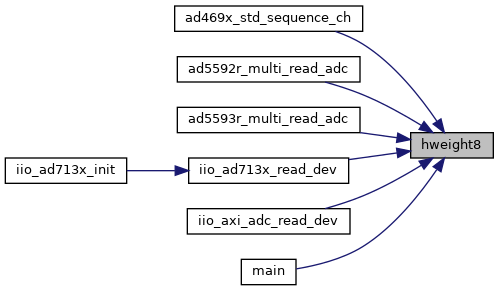 ad469x_std_sequence_ch
ad5592r_multi_read_adc
ad5593r_multi_read_adc
hweight8
iio_ad713x_init
iio_ad713x_read_dev
iio_axi_adc_read_dev
main